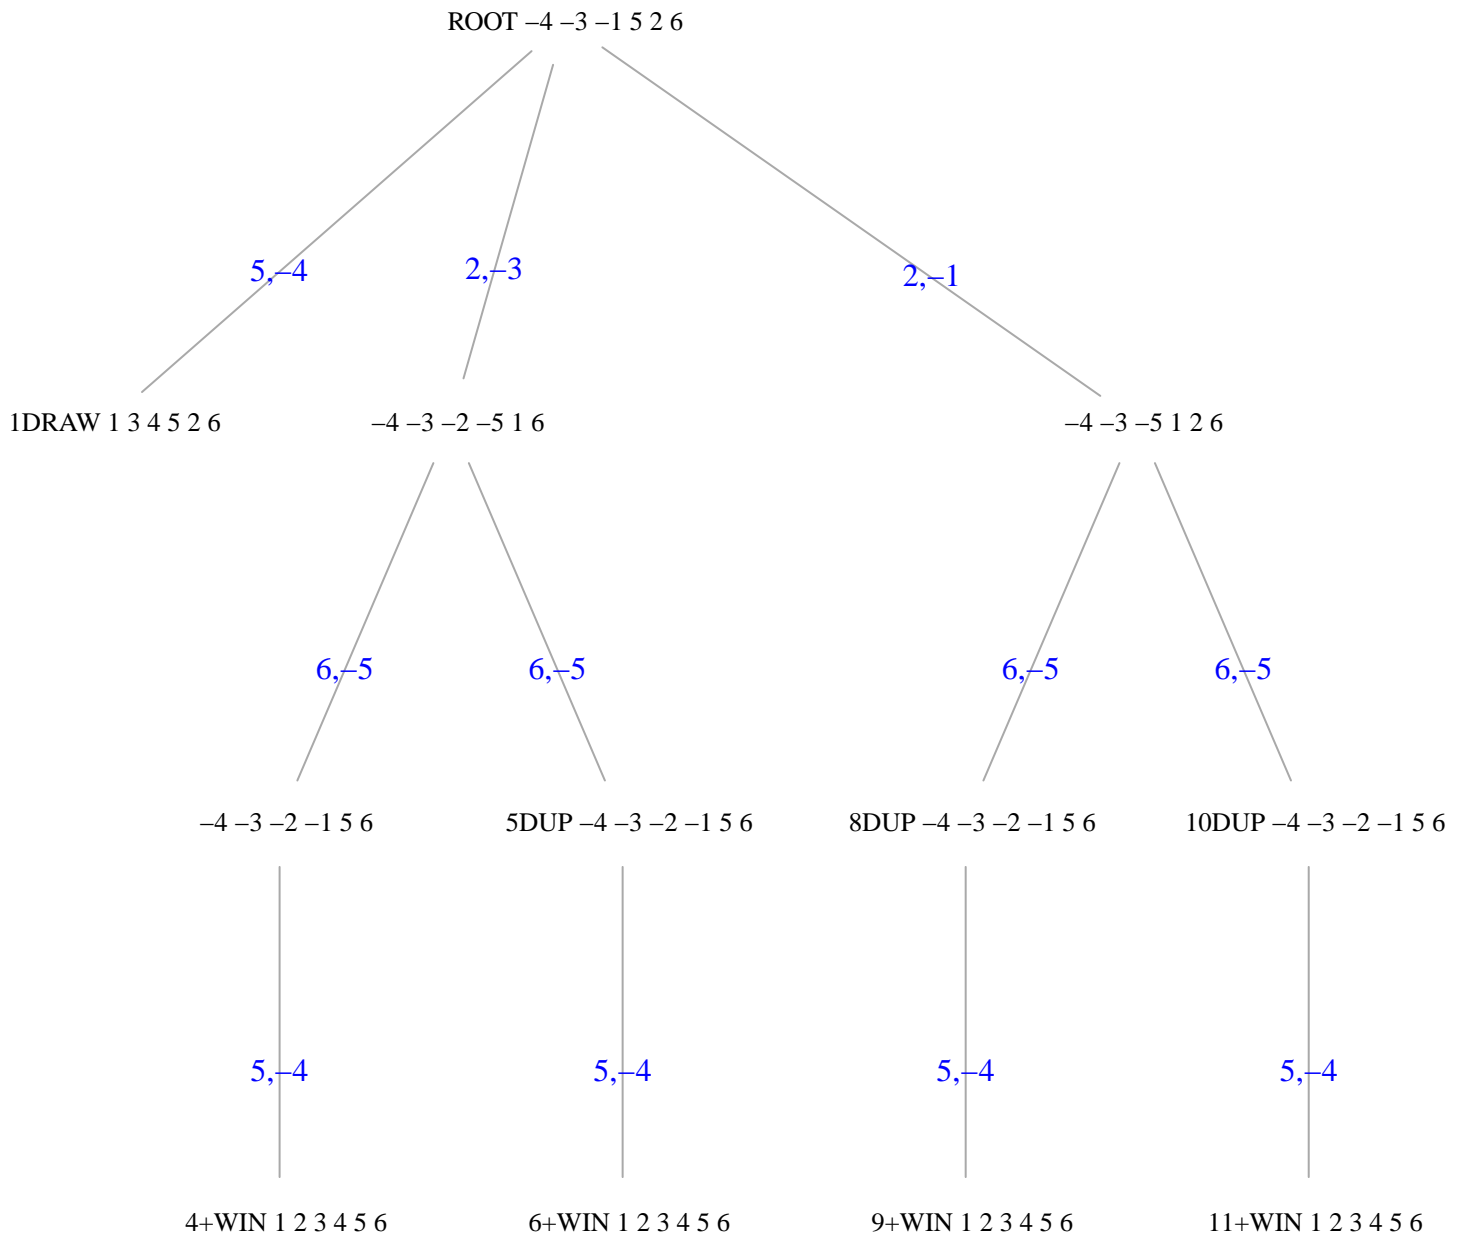 ROOT –4 –3 –1 5 2 6
5,–4
2,–3
2,–1
1DRAW 1 3 4 5 2 6
–4 –3 –2 –5 1 6
–4 –3 –5 1 2 6
6,–5
6,–5
6,–5
6,–5
–4 –3 –2 –1 5 6
5DUP –4 –3 –2 –1 5 6
8DUP –4 –3 –2 –1 5 6
10DUP –4 –3 –2 –1 5 6
5,–4
5,–4
5,–4
5,–4
4+WIN 1 2 3 4 5 6
6+WIN 1 2 3 4 5 6
9+WIN 1 2 3 4 5 6
11+WIN 1 2 3 4 5 6